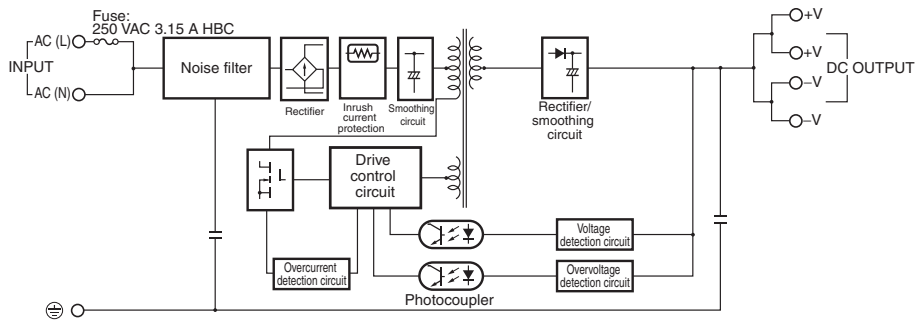 Fuse:
250 VAC 3.15 A HBC
AC (L)
INPUT
AC (N)
Noise filter
Rectifier
Inrush
current
protection
Smoothing
circuit
Rectifier/
smoothing
circuit
+V
+V
DC OUTPUT
–V
–V
Drive
control
circuit
Overcurrent
detection circuit
Voltage
detection circuit
Overvoltage
detection circuit
Photocoupler